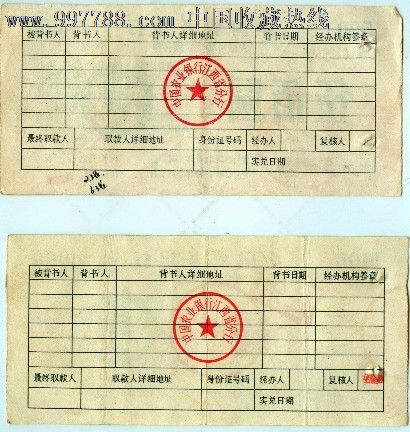 www.997788.com 中国收藏热线
被背书人 背书人 背书人详细地址 背书日期 经办机构签章
中国农业银行江西省分行
最终取款人 取款人详细地址 身份证号码 经办人 复核人
实兑日期
被背书人 背书人 背书人详细地址 背书日期 经办机构签章
中国农业银行江西省分行
最终取款人 取款人详细地址 身份证号码 经办人 复核人
实兑日期